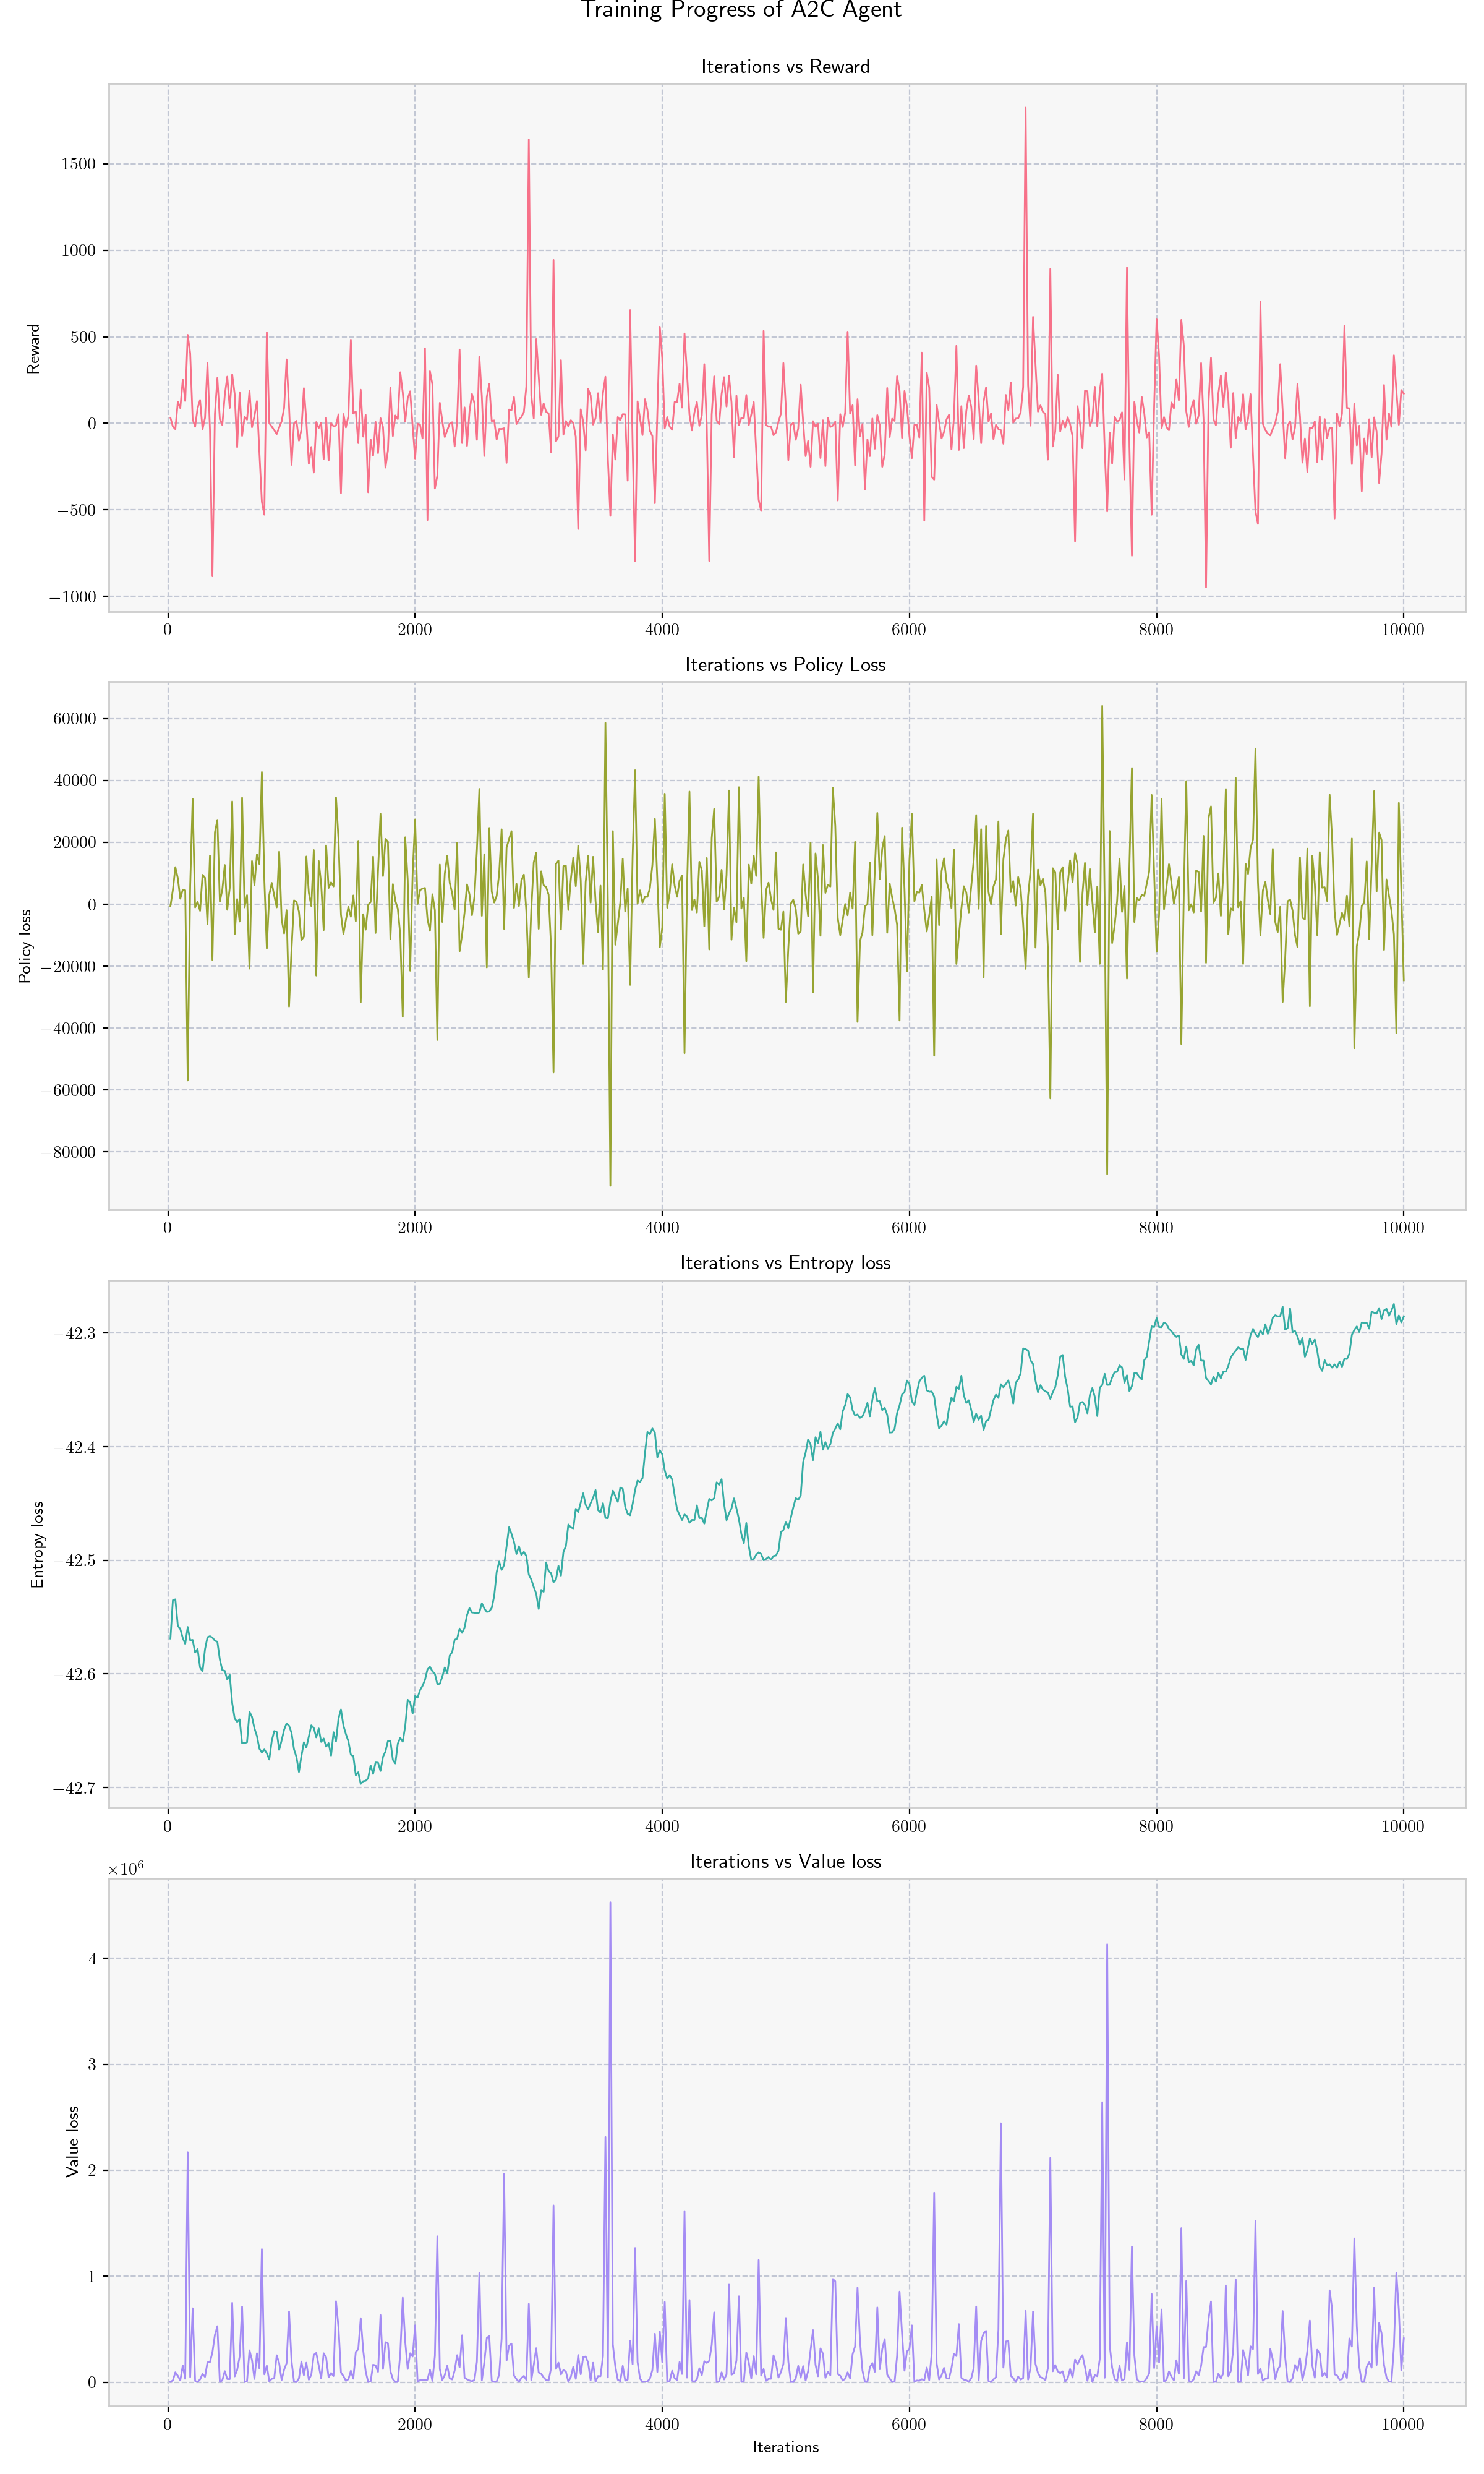 Training Progress of A2C Agent
Iterations vs Reward
1500
1000
500
0
−500
−1000
Reward
0 2000 4000 6000 8000 10000
Iterations vs Policy Loss
60000
40000
20000
0
−20000
−40000
−60000
−80000
Policy loss
0 2000 4000 6000 8000 10000
Iterations vs Entropy loss
−42.3
−42.4
−42.5
−42.6
−42.7
Entropy loss
0 2000 4000 6000 8000 10000
Iterations vs Value loss
×10⁶
4
3
2
1
0
Value loss
0 2000 4000 6000 8000 10000
Iterations